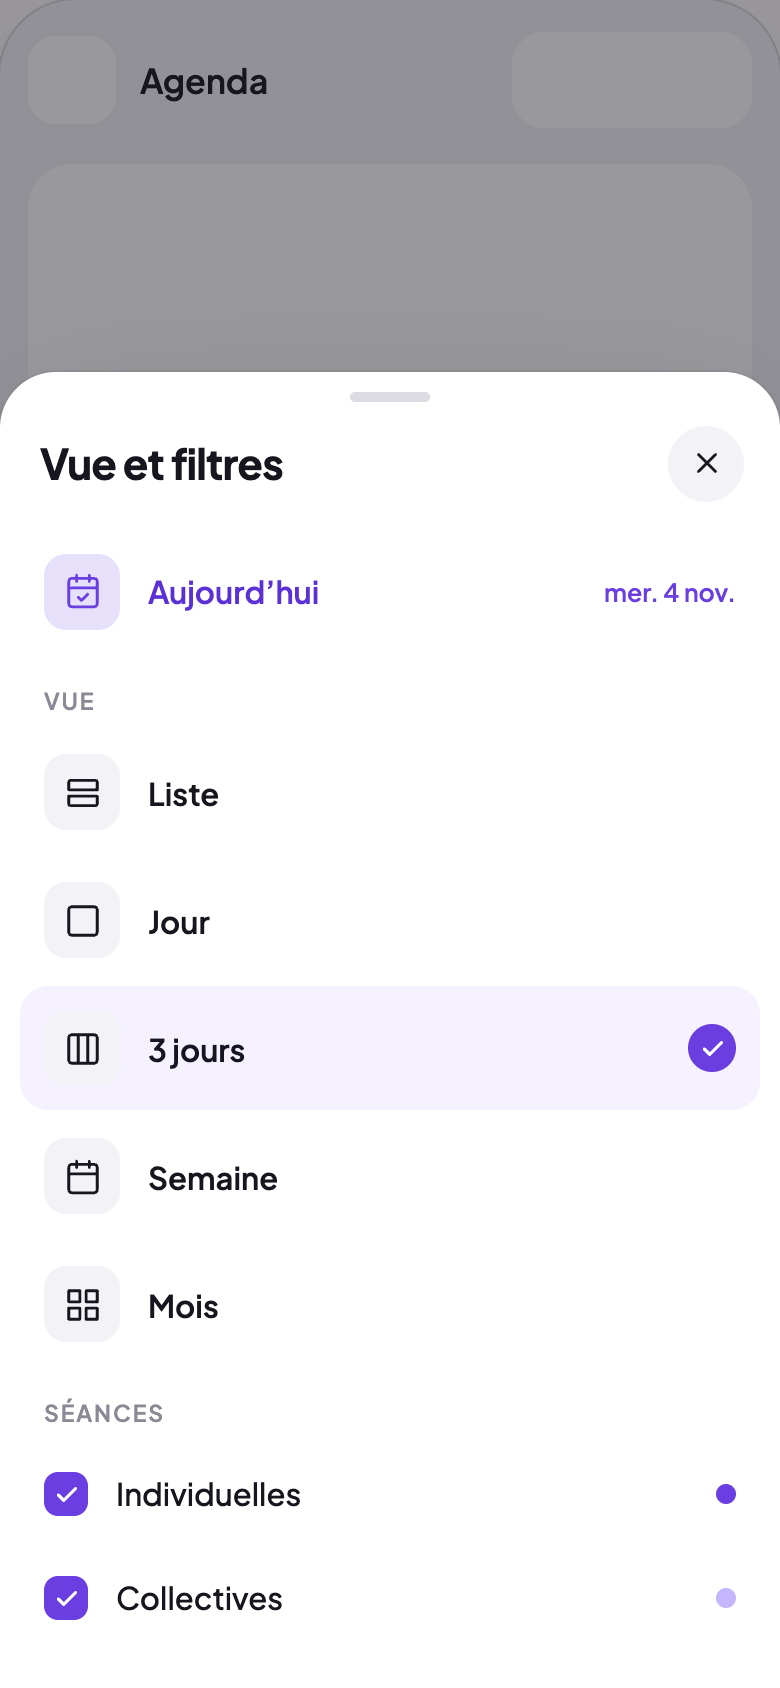 Agenda
Vue et filtres
Aujourd’hui
mer. 4 nov.
VUE
Liste
Jour
3 jours
Semaine
Mois
SÉANCES
Individuelles
Collectives